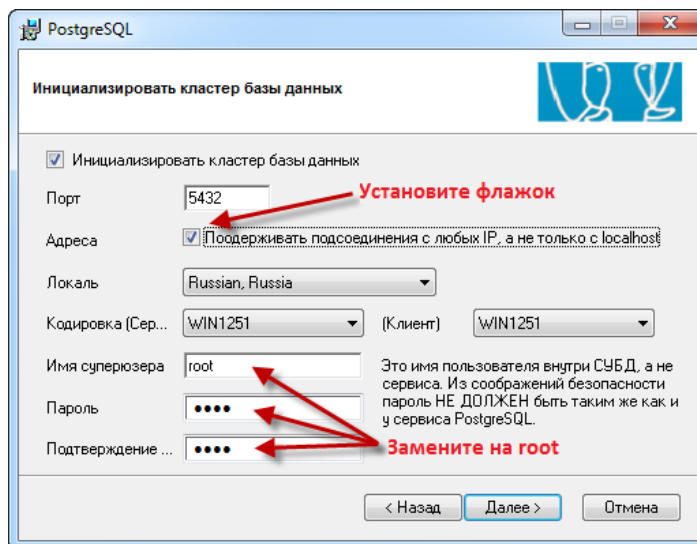 PostgreSQL
Инициализировать кластер базы данных
Инициализировать кластер базы данных
Порт
5432
Установите флажок
Адреса
Поодерживать подсоединения с любых IP, а не только с localhost
Локаль
Russian, Russia
Кодировка (Сер...
WIN1251
(Клиент)
WIN1251
Имя суперюзера
root
Это имя пользователя внутри СУБД, а не
сервиса. Из соображений безопасности
пароль НЕ ДОЛЖЕН быть таким же как и
у сервиса PostgreSQL.
Пароль
••••
Подтверждение ...
••••
Замените на root
< Назад
Далее >
Отмена